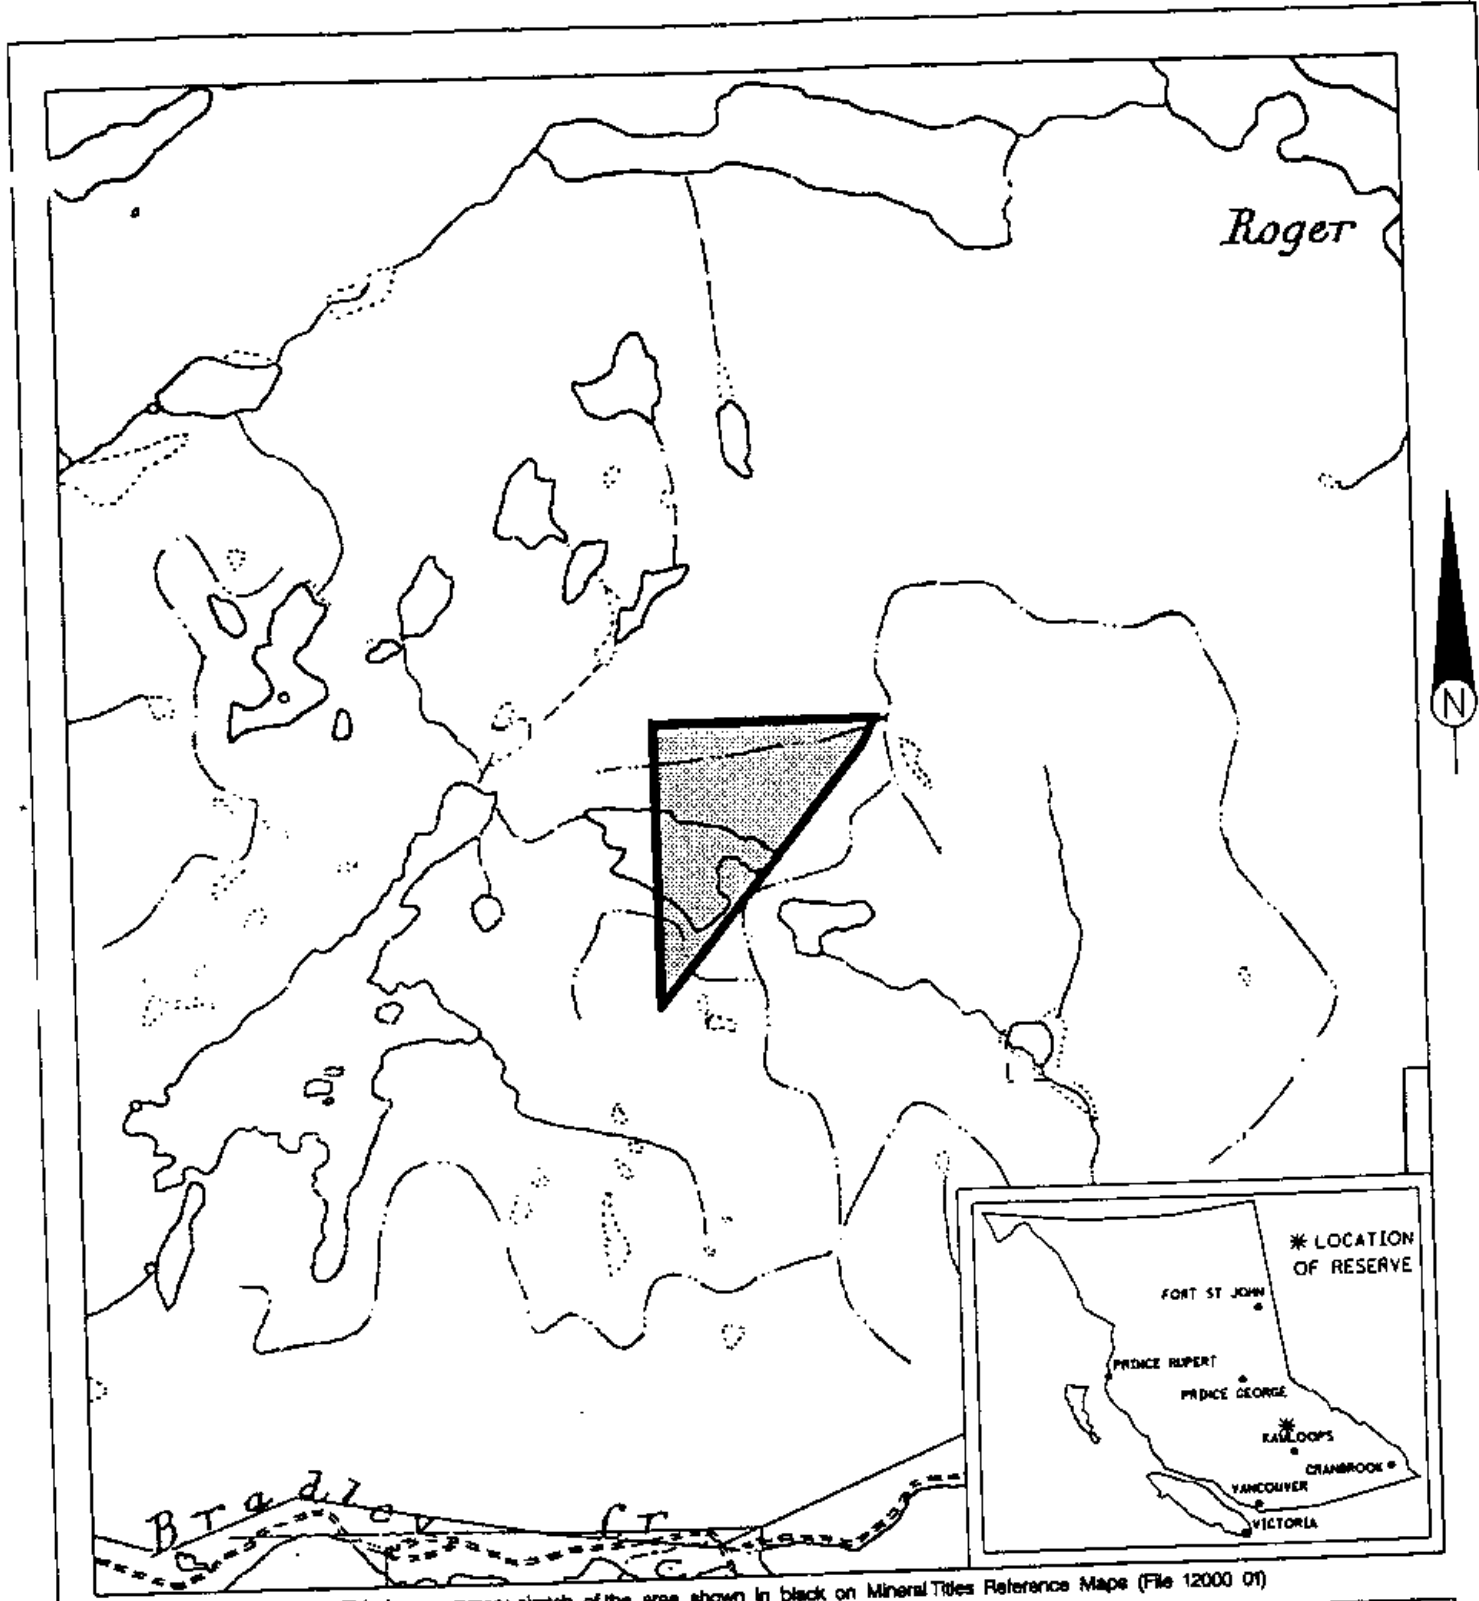 Roger
N
✳ LOCATION
OF RESERVE
FORT ST JOHN
PRINCE RUPERT
PRINCE GEORGE
KAMLOOPS
CRANBROOK
VANCOUVER
VICTORIA
Cr
sketch of the area shown in black on Mineral Titles Reference Maps (File 12000 01)